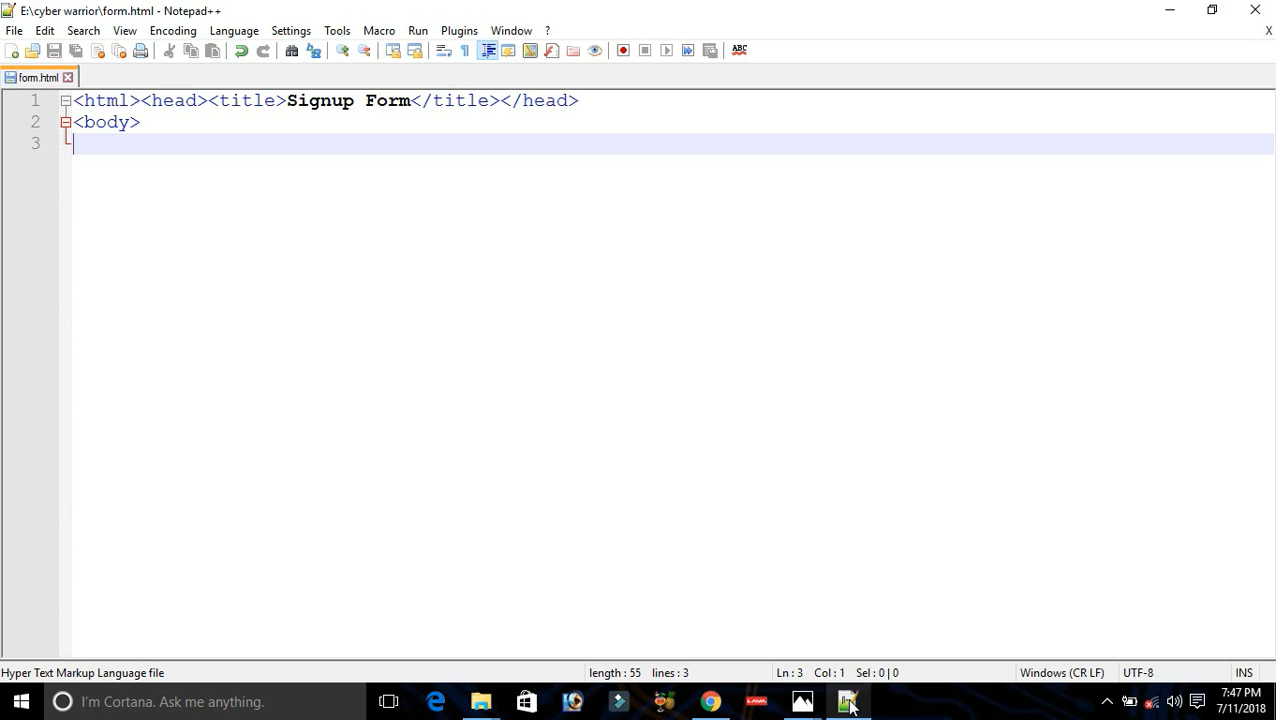 E:\cyber warrior\form.html - Notepad++
File Edit Search View Encoding Language Settings Tools Macro Run Plugins Window ? X
ABC
form.html
1 <html><head><title>Signup Form</title></head>
2 <body>
3
Hyper Text Markup Language file length : 55 lines : 3 Ln : 3 Col : 1 Sel : 0 | 0 Windows (CR LF) UTF-8 INS
I'm Cortana. Ask me anything.
LAVA
7:47 PM
7/11/2018